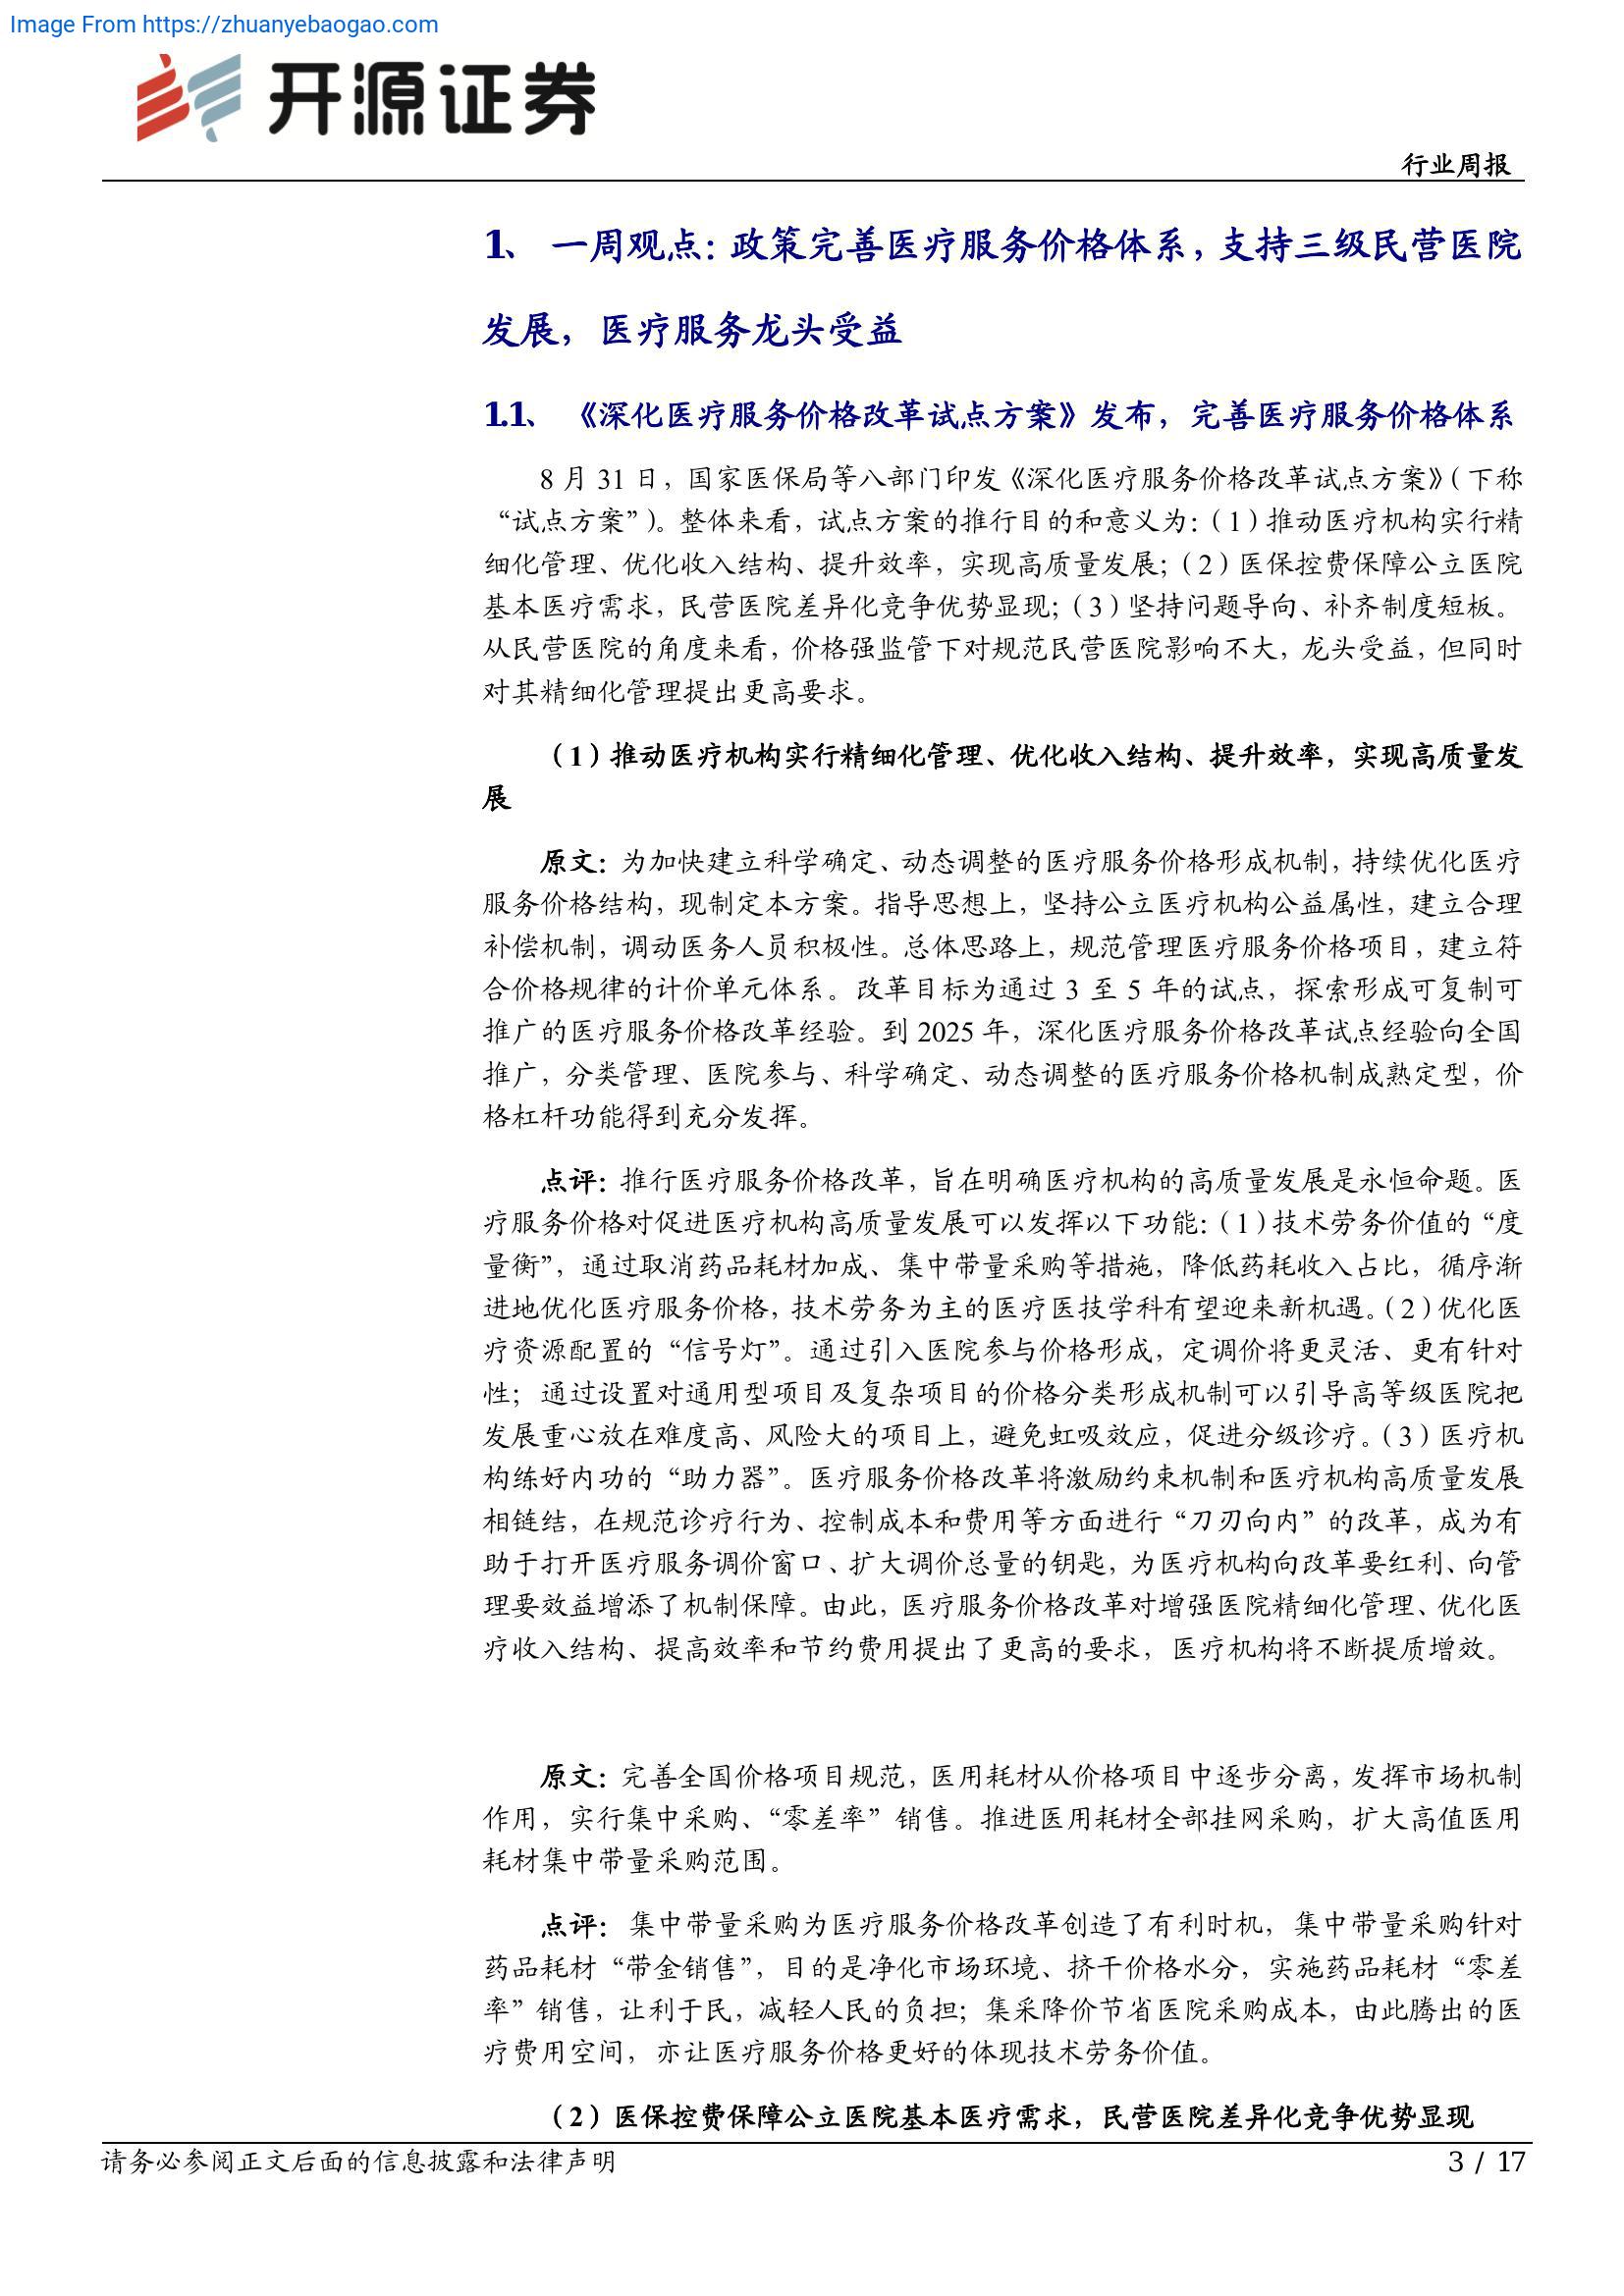 Image From https://zhuanyebaogao.com
开源证券
行业周报
1、 一周观点：政策完善医疗服务价格体系，支持三级民营医院
发展，医疗服务龙头受益
1.1、 《深化医疗服务价格改革试点方案》发布，完善医疗服务价格体系
8 月 31 日，国家医保局等八部门印发《深化医疗服务价格改革试点方案》（下称
“试点方案”）。整体来看，试点方案的推行目的和意义为：（1）推动医疗机构实行精
细化管理、优化收入结构、提升效率，实现高质量发展；（2）医保控费保障公立医院
基本医疗需求，民营医院差异化竞争优势显现；（3）坚持问题导向、补齐制度短板。
从民营医院的角度来看，价格强监管下对规范民营医院影响不大，龙头受益，但同时
对其精细化管理提出更高要求。
（1）推动医疗机构实行精细化管理、优化收入结构、提升效率，实现高质量发
展
原文：为加快建立科学确定、动态调整的医疗服务价格形成机制，持续优化医疗
服务价格结构，现制定本方案。指导思想上，坚持公立医疗机构公益属性，建立合理
补偿机制，调动医务人员积极性。总体思路上，规范管理医疗服务价格项目，建立符
合价格规律的计价单元体系。改革目标为通过 3 至 5 年的试点，探索形成可复制可
推广的医疗服务价格改革经验。到 2025 年，深化医疗服务价格改革试点经验向全国
推广，分类管理、医院参与、科学确定、动态调整的医疗服务价格机制成熟定型，价
格杠杆功能得到充分发挥。
点评：推行医疗服务价格改革，旨在明确医疗机构的高质量发展是永恒命题。医
疗服务价格对促进医疗机构高质量发展可以发挥以下功能：（1）技术劳务价值的“度
量衡”，通过取消药品耗材加成、集中带量采购等措施，降低药耗收入占比，循序渐
进地优化医疗服务价格，技术劳务为主的医疗医技学科有望迎来新机遇。（2）优化医
疗资源配置的“信号灯”。通过引入医院参与价格形成，定调价将更灵活、更有针对
性；通过设置对通用型项目及复杂项目的价格分类形成机制可以引导高等级医院把
发展重心放在难度高、风险大的项目上，避免虹吸效应，促进分级诊疗。（3）医疗机
构练好内功的“助力器”。医疗服务价格改革将激励约束机制和医疗机构高质量发展
相链结，在规范诊疗行为、控制成本和费用等方面进行“刀刃向内”的改革，成为有
助于打开医疗服务调价窗口、扩大调价总量的钥匙，为医疗机构向改革要红利、向管
理要效益增添了机制保障。由此，医疗服务价格改革对增强医院精细化管理、优化医
疗收入结构、提高效率和节约费用提出了更高的要求，医疗机构将不断提质增效。
原文：完善全国价格项目规范，医用耗材从价格项目中逐步分离，发挥市场机制
作用，实行集中采购、“零差率”销售。推进医用耗材全部挂网采购，扩大高值医用
耗材集中带量采购范围。
点评： 集中带量采购为医疗服务价格改革创造了有利时机，集中带量采购针对
药品耗材“带金销售”，目的是净化市场环境、挤干价格水分，实施药品耗材“零差
率”销售，让利于民，减轻人民的负担；集采降价节省医院采购成本，由此腾出的医
疗费用空间，亦让医疗服务价格更好的体现技术劳务价值。
（2）医保控费保障公立医院基本医疗需求，民营医院差异化竞争优势显现
请务必参阅正文后面的信息披露和法律声明
3 / 17